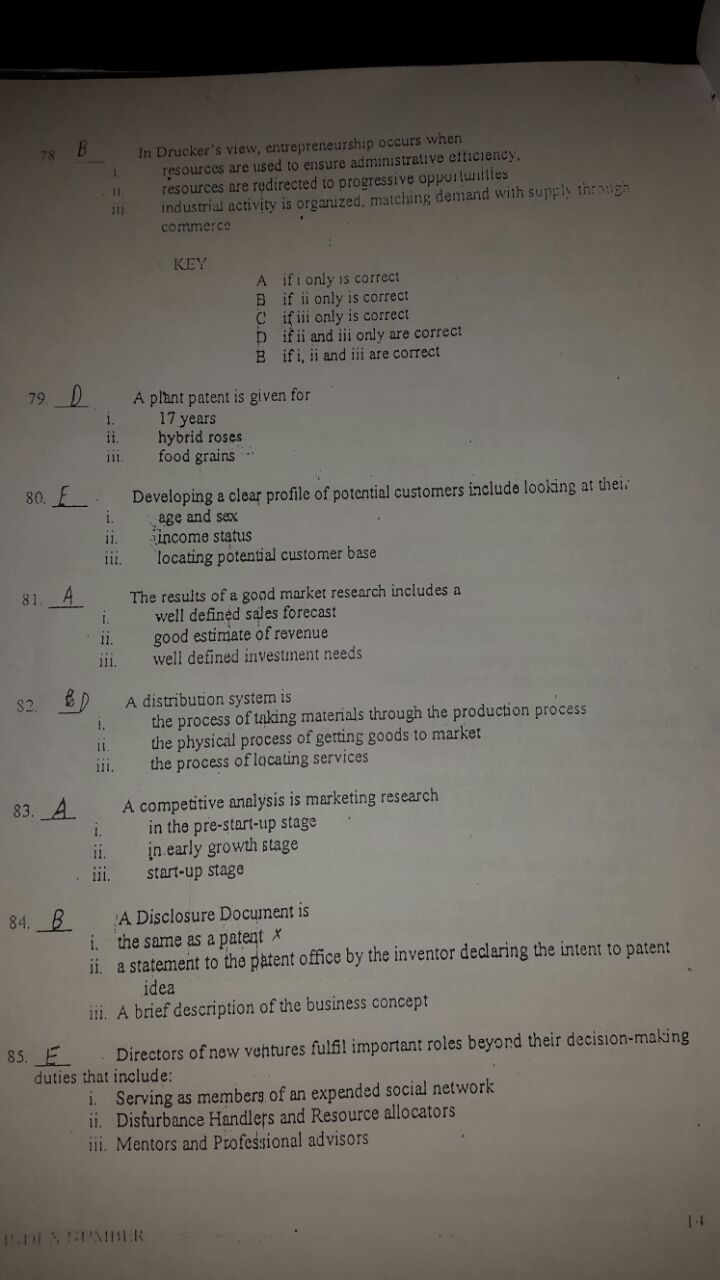 78 B In Drucker's view, entrepreneurship occurs when
i resources are used to ensure administrative efficiency,
ii. resources are redirected to progressive opportunities
iii industrial activity is organized, matching demand with supply through
commerce
KEY
A if i only is correct
B if ii only is correct
C if iii only is correct
D if ii and iii only are correct
E if i, ii and iii are correct
79. D A plant patent is given for
i. 17 years
ii. hybrid roses
iii. food grains
80. E Developing a clear profile of potential customers include looking at their
i. age and sex
ii. income status
iii. locating potential customer base
81. A The results of a good market research includes a
i. well defined sales forecast
ii. good estimate of revenue
iii. well defined investment needs
82. B D A distribution system is
i. the process of taking materials through the production process
ii. the physical process of getting goods to market
iii. the process of locating services
83. A A competitive analysis is marketing research
i. in the pre-start-up stage
ii. in early growth stage
iii. start-up stage
84. B A Disclosure Document is
i. the same as a patent x
ii. a statement to the patent office by the inventor declaring the intent to patent
idea
iii. A brief description of the business concept
85. E Directors of new ventures fulfil important roles beyond their decision-making
duties that include:
i. Serving as members of an expended social network
ii. Disturbance Handlers and Resource allocators
iii. Mentors and Professional advisors
14
INDEX NUMBER